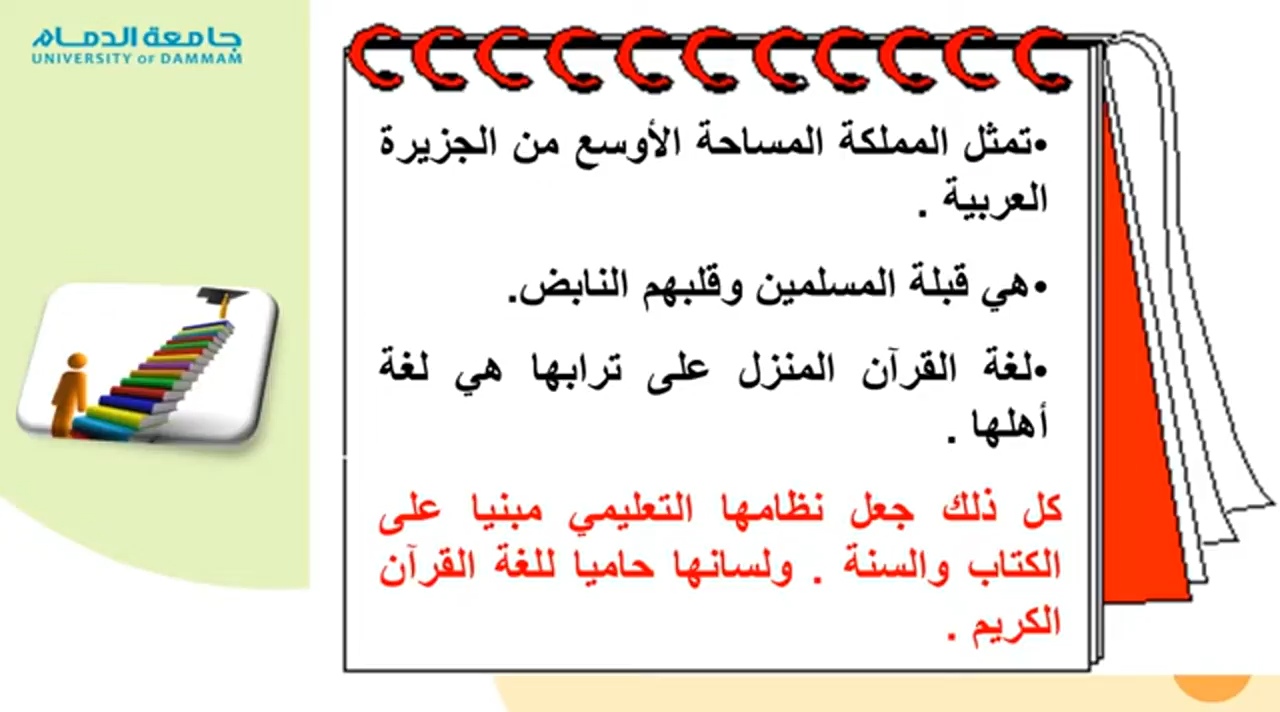 جامعة الدمام
UNIVERSITY OF DAMMAM
•تمثل المملكة المساحة الأوسع من الجزيرة
العربية .
•هي قبلة المسلمين وقلبهم النابض.
•لغة القرآن المنزل على ترابها هي لغة
أهلها .
كل ذلك جعل نظامها التعليمي مبنيا على
الكتاب والسنة . ولسانها حاميا للغة القرآن
الكريم .